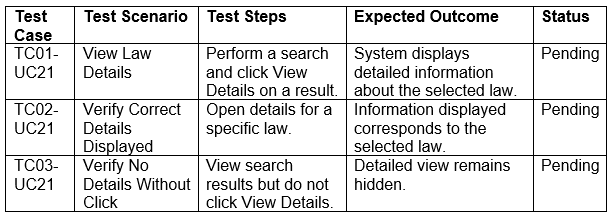 Test Case | Test Scenario | Test Steps | Expected Outcome | Status
TC01-UC21 | View Law Details | Perform a search and click View Details on a result. | System displays detailed information about the selected law. | Pending
TC02-UC21 | Verify Correct Details Displayed | Open details for a specific law. | Information displayed corresponds to the selected law. | Pending
TC03-UC21 | Verify No Details Without Click | View search results but do not click View Details. | Detailed view remains hidden. | Pending